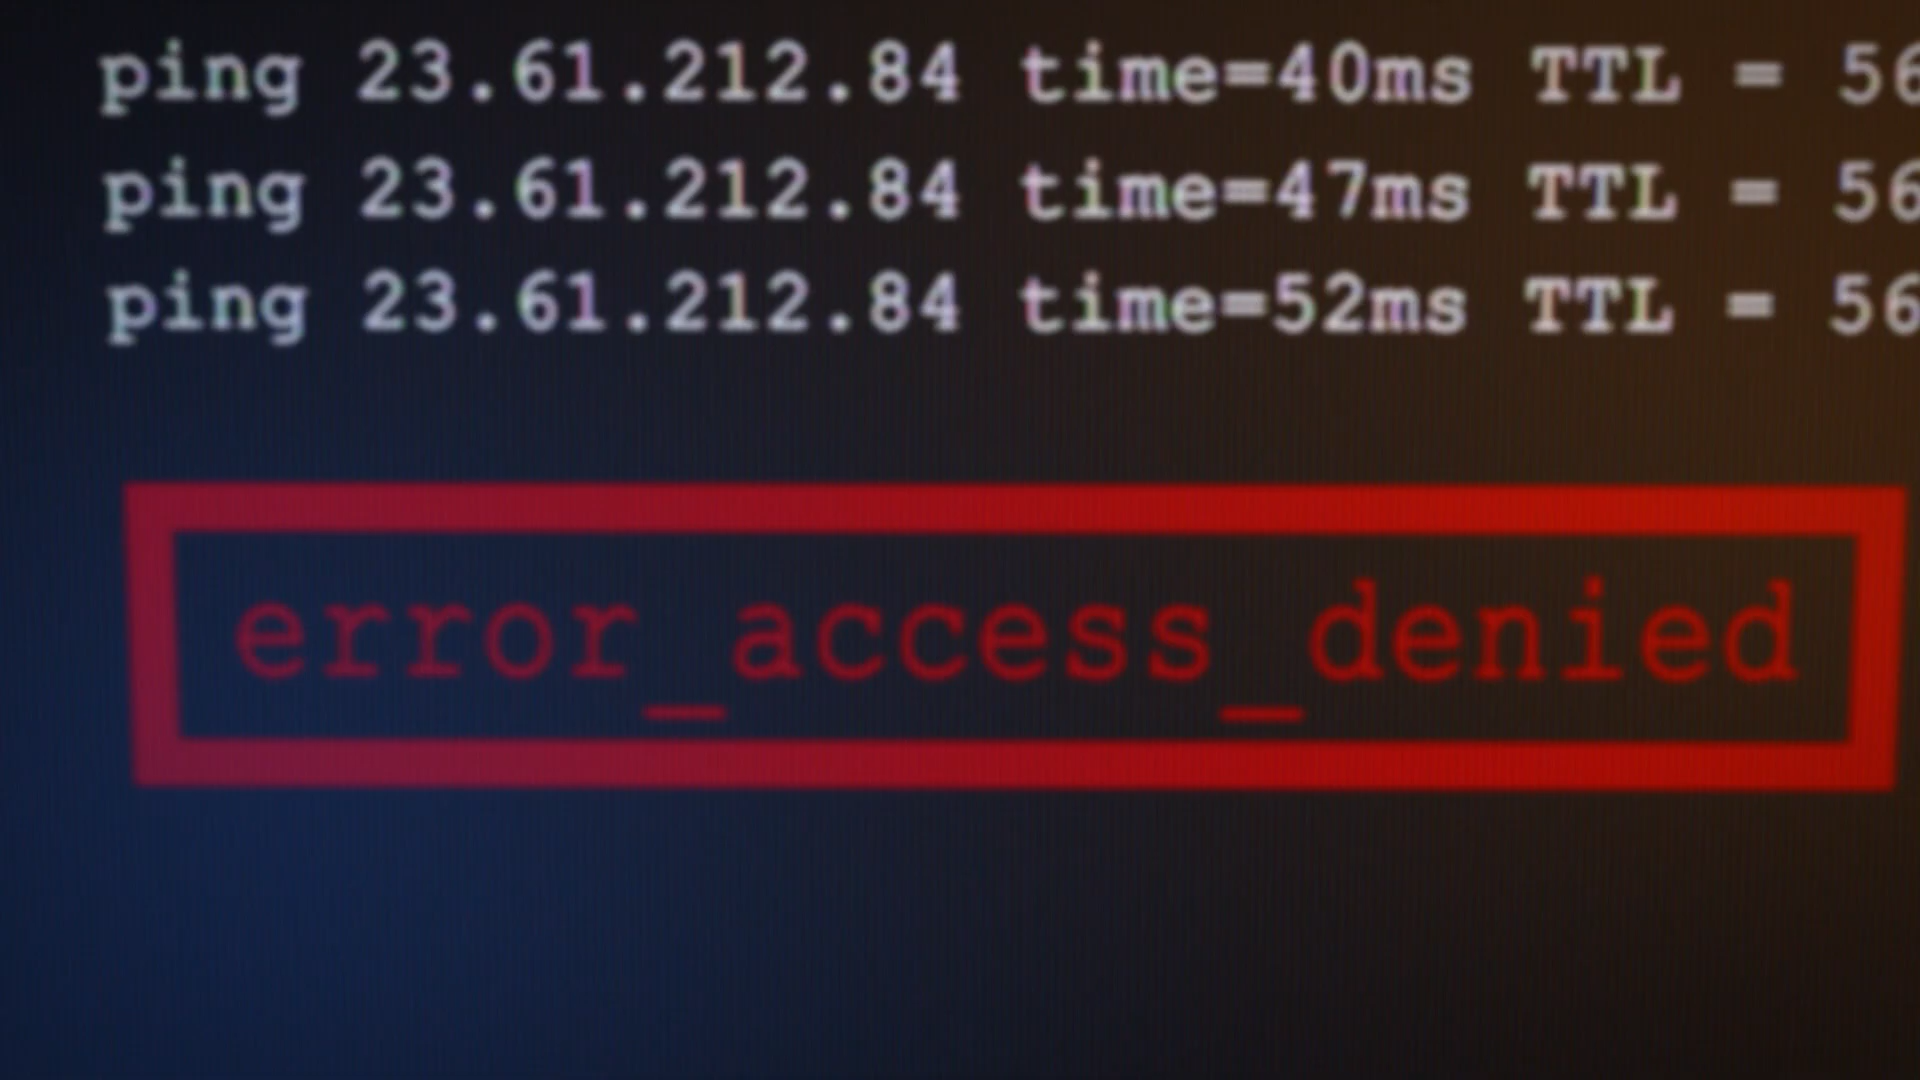 ping 23.61.212.84 time=40ms TTL = 56
ping 23.61.212.84 time=47ms TTL = 56
ping 23.61.212.84 time=52ms TTL = 56
error_access_denied